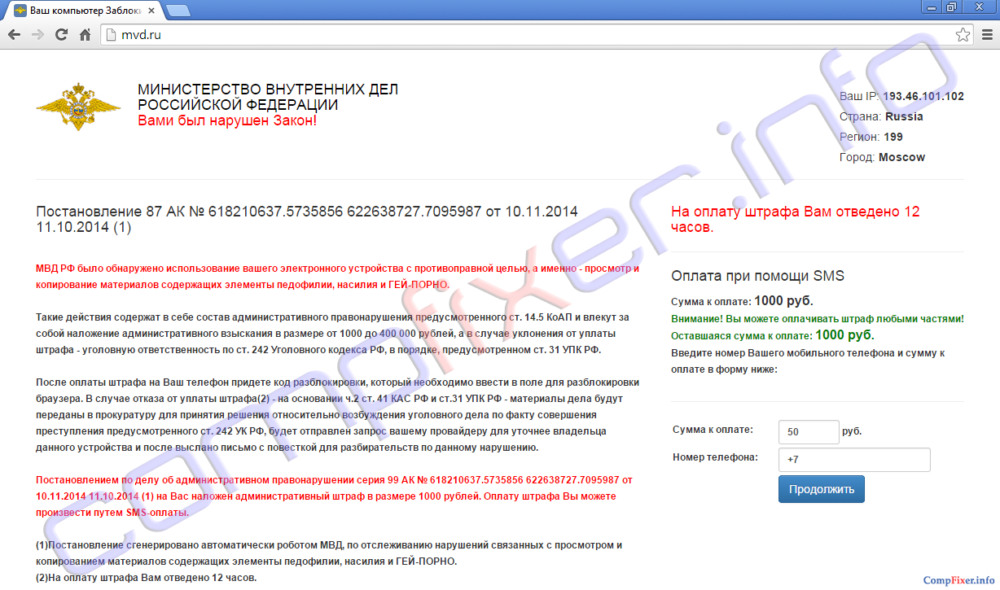 Ваш компьютер Заблоки
mvd.ru
МИНИСТЕРСТВО ВНУТРЕННИХ ДЕЛ
РОССИЙСКОЙ ФЕДЕРАЦИИ
Вами был нарушен Закон!
Ваш IP: 193.46.101.102
Страна: Russia
Регион: 199
Город: Moscow
Постановление 87 АК № 618210637.5735856 622638727.7095987 от 10.11.2014
11.10.2014 (1)
МВД РФ было обнаружено использование вашего электронного устройства с противоправной целью, а именно - просмотр и
копирование материалов содержащих элементы педофилии, насилия и ГЕЙ-ПОРНО.
Такие действия содержат в себе состав административного правонарушения предусмотренного ст. 14.5 КоАП и влекут за
собой наложение административного взыскания в размере от 1000 до 400 000 рублей, а в случае уклонения от уплаты
штрафа - уголовную ответственность по ст. 242 Уголовного кодекса РФ, в порядке, предусмотренном ст. 31 УПК РФ.
После оплаты штрафа на Ваш телефон придете код разблокировки, который необходимо ввести в поле для разблокировки
браузера. В случае отказа от уплаты штрафа(2) - на основании ч.2 ст. 41 КАС РФ и ст.31 УПК РФ - материалы дела будут
переданы в прокуратуру для принятия решения относительно возбуждения уголовного дела по факту совершения
преступления предусмотренного ст. 242 УК РФ, будет отправлен запрос вашему провайдеру для уточнее владельца
данного устройства и после выслано письмо с повесткой для разбирательств по данному нарушению.
Постановлением по делу об административном правонарушении серия 99 АК № 618210637.5735856 622638727.7095987 от
10.11.2014 11.10.2014 (1) на Вас наложен административный штраф в размере 1000 рублей. Оплату штрафа Вы можете
произвести путем SMS-оплаты.
(1)Постановление сгенерировано автоматически роботом МВД, по отслеживанию нарушений связанных с просмотром и
копированием материалов содержащих элементы педофилии, насилия и ГЕЙ-ПОРНО.
(2)На оплату штрафа Вам отведено 12 часов.
На оплату штрафа Вам отведено 12
часов.
Оплата при помощи SMS
Сумма к оплате: 1000 руб.
Внимание! Вы можете оплачивать штраф любыми частями!
Оставшаяся сумма к оплате: 1000 руб.
Введите номер Вашего мобильного телефона и сумму к
оплате в форму ниже:
Сумма к оплате: 50 руб.
Номер телефона: +7
Продолжить
compfixer.info
CompFixer.info